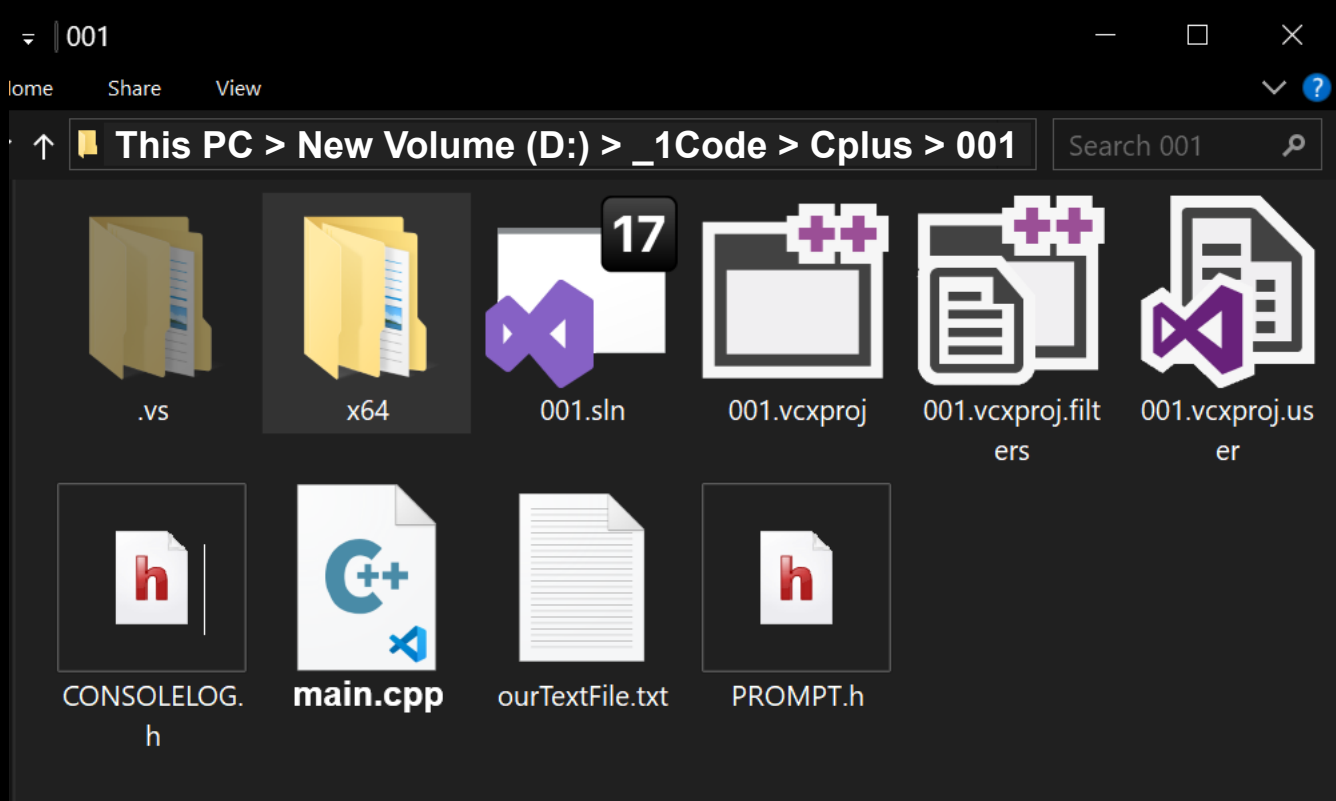 001
Home Share View
?
This PC > New Volume (D:) > _1Code > Cplus > 001
Search 001
17
++
++
.vs
x64
001.sln
001.vcxproj
001.vcxproj.filt
ers
001.vcxproj.us
er
h
C++
h
CONSOLELOG.
h
main.cpp
ourTextFile.txt
PROMPT.h